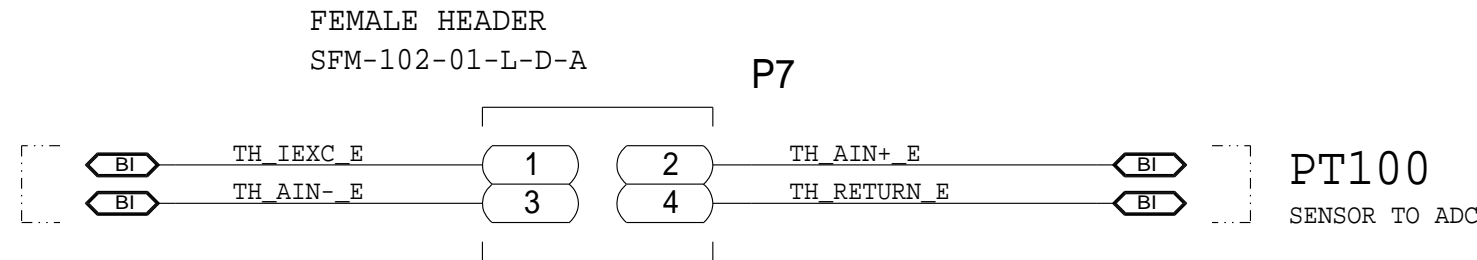 FEMALE HEADER
SFM-102-01-L-D-A
P7
BI TH_IEXC_E 1 2 TH_AIN+_E BI
BI TH_AIN-_E 3 4 TH_RETURN_E BI
PT100
SENSOR TO ADC